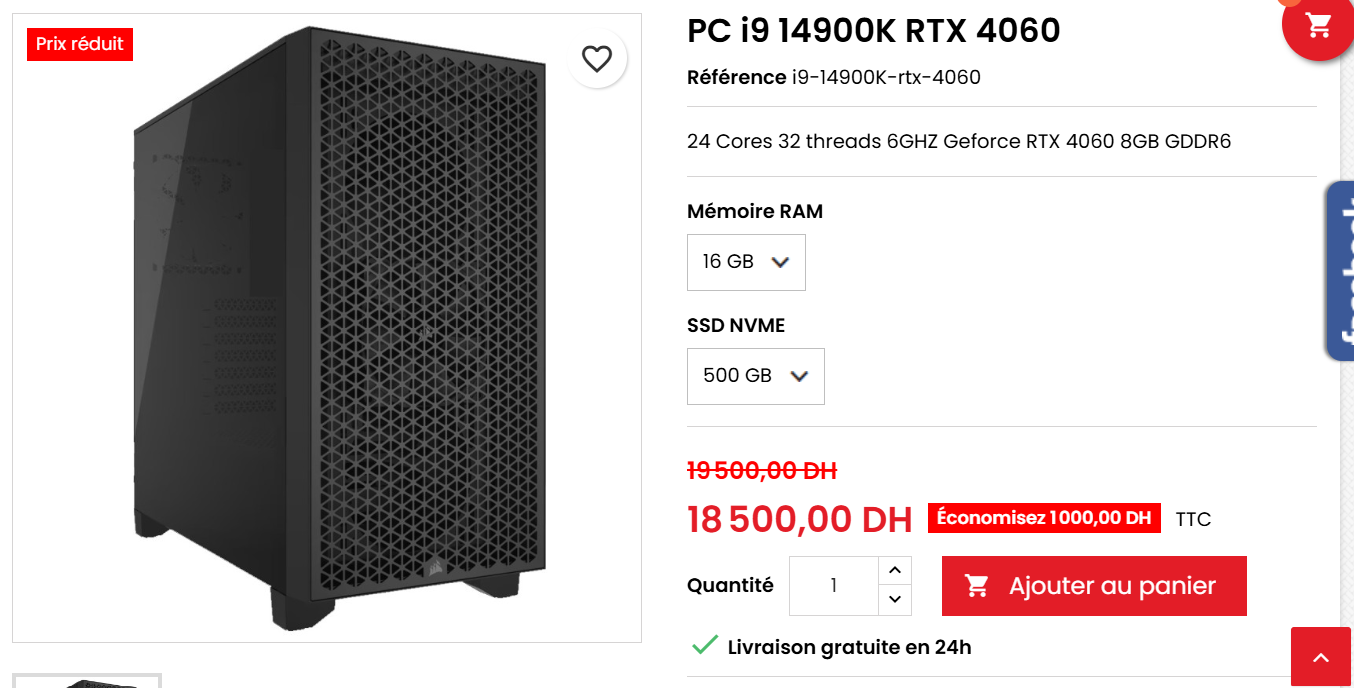 Prix réduit
PC i9 14900K RTX 4060
Référence i9-14900K-rtx-4060
24 Cores 32 threads 6GHZ Geforce RTX 4060 8GB GDDR6
Mémoire RAM
16 GB
SSD NVME
500 GB
19 500,00 DH
18 500,00 DH Économisez 1 000,00 DH TTC
Quantité 1 Ajouter au panier
Livraison gratuite en 24h
facebook